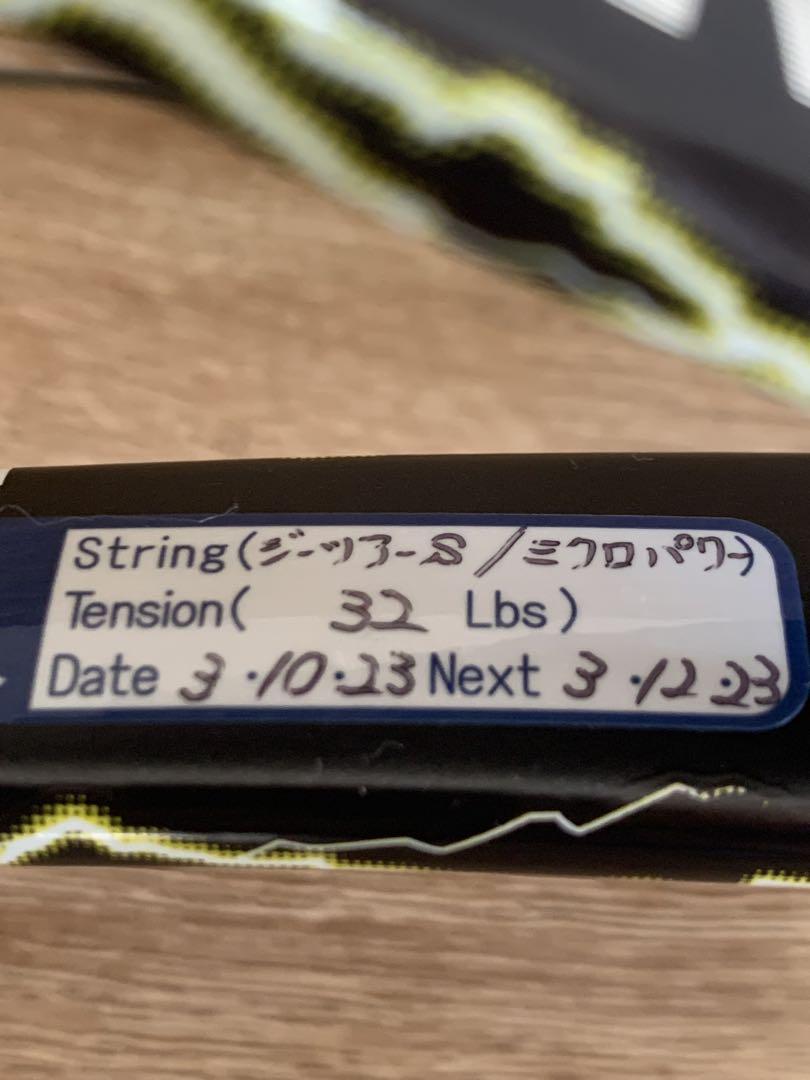 String(ジーツアーS/ミクロパワー)
Tension( 32 Lbs)
Date 3・10・23 Next 3・12・23